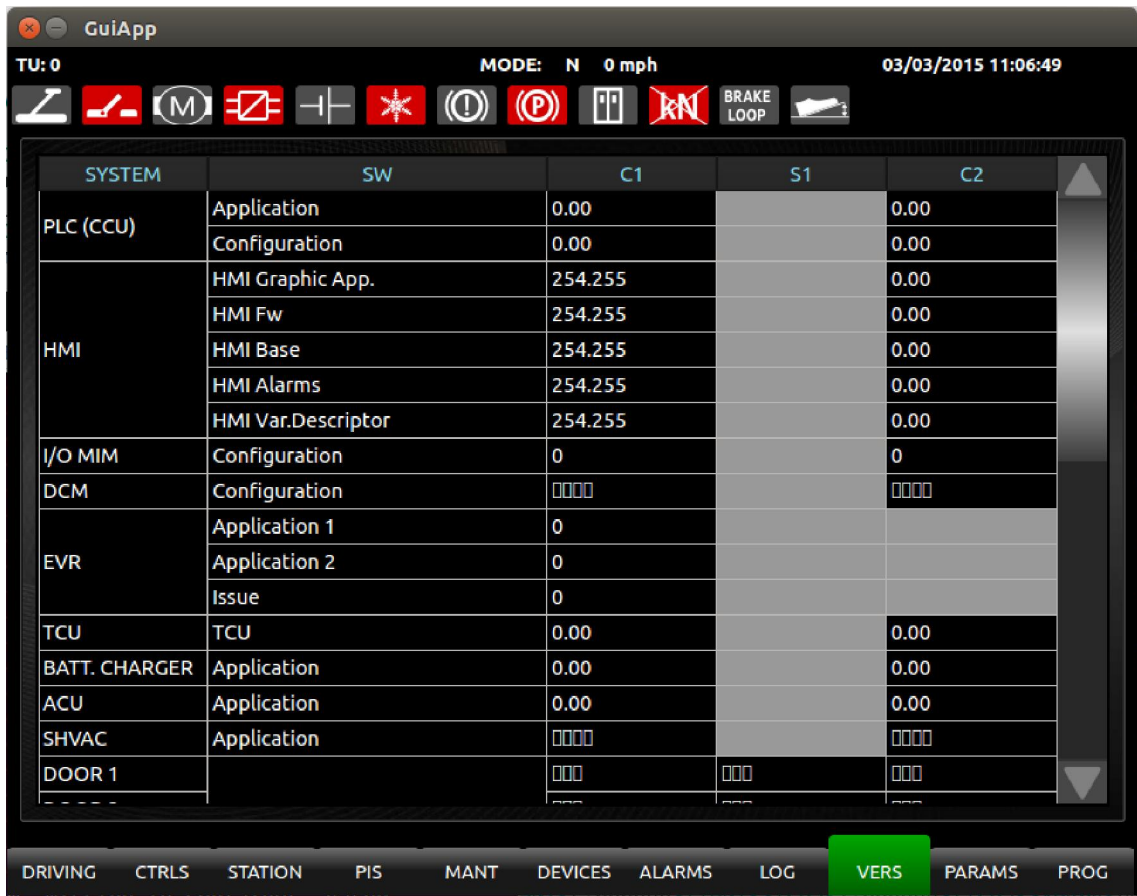 GuiApp
TU: 0 MODE: N 0 mph 03/03/2015 11:06:49
M P kN BRAKE LOOP
SYSTEM SW C1 S1 C2
PLC (CCU) Application 0.00 0.00
Configuration 0.00 0.00
HMI Graphic App. 254.255 0.00
HMI Fw 254.255 0.00
HMI HMI Base 254.255 0.00
HMI Alarms 254.255 0.00
HMI Var.Descriptor 254.255 0.00
I/O MIM Configuration 0 0
DCM Configuration
Application 1 0
EVR Application 2 0
Issue 0
TCU TCU 0.00 0.00
BATT. CHARGER Application 0.00 0.00
ACU Application 0.00 0.00
SHVAC Application
DOOR 1
DRIVING CTRLS STATION PIS MANT DEVICES ALARMS LOG VERS PARAMS PROG